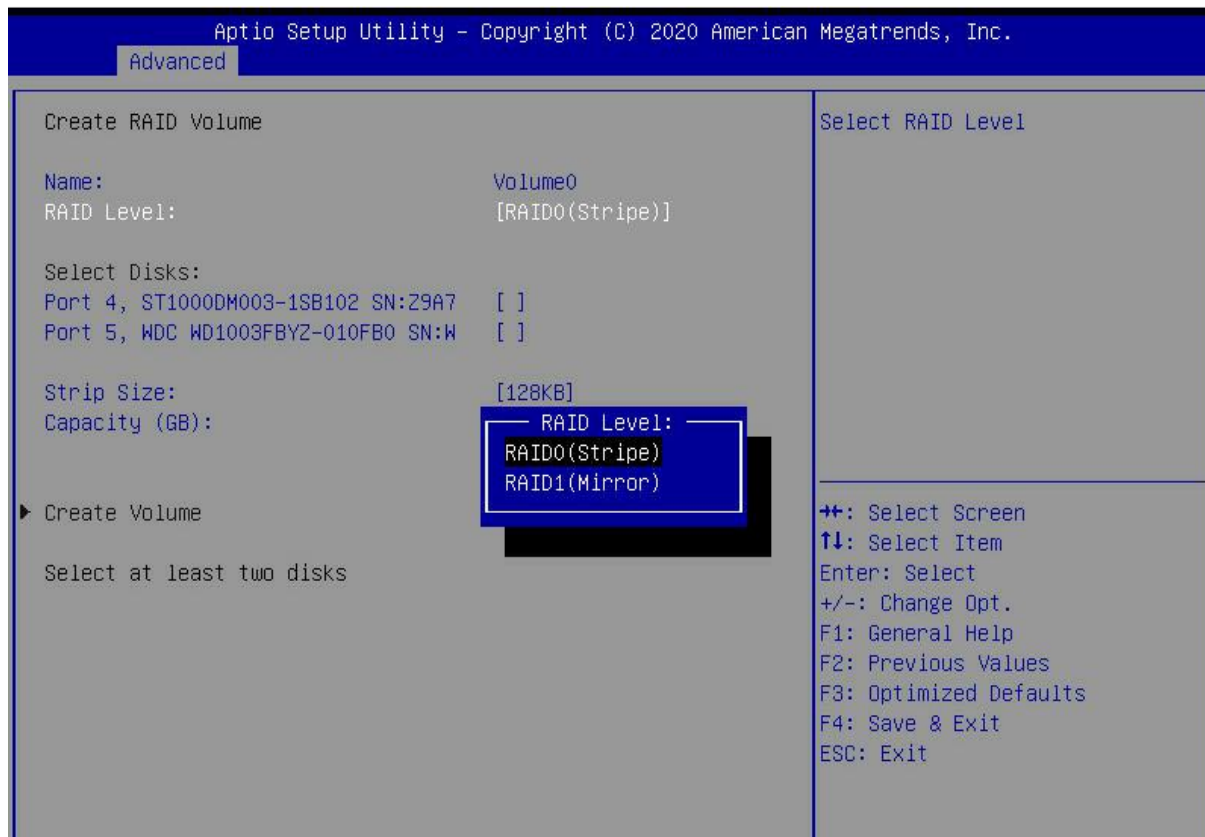 Aptio Setup Utility – Copyright (C) 2020 American Megatrends, Inc.
Advanced
Create RAID Volume
Name: Volume0
RAID Level: [RAID0(Stripe)]
Select Disks:
Port 4, ST1000DM003-1SB102 SN:Z9A7 [ ]
Port 5, WDC WD1003FBYZ-010FB0 SN:W [ ]
Strip Size: [128KB]
Capacity (GB):
RAID Level:
RAID0(Stripe)
RAID1(Mirror)
▶ Create Volume
Select at least two disks
Select RAID Level
→←: Select Screen
↑↓: Select Item
Enter: Select
+/-: Change Opt.
F1: General Help
F2: Previous Values
F3: Optimized Defaults
F4: Save & Exit
ESC: Exit